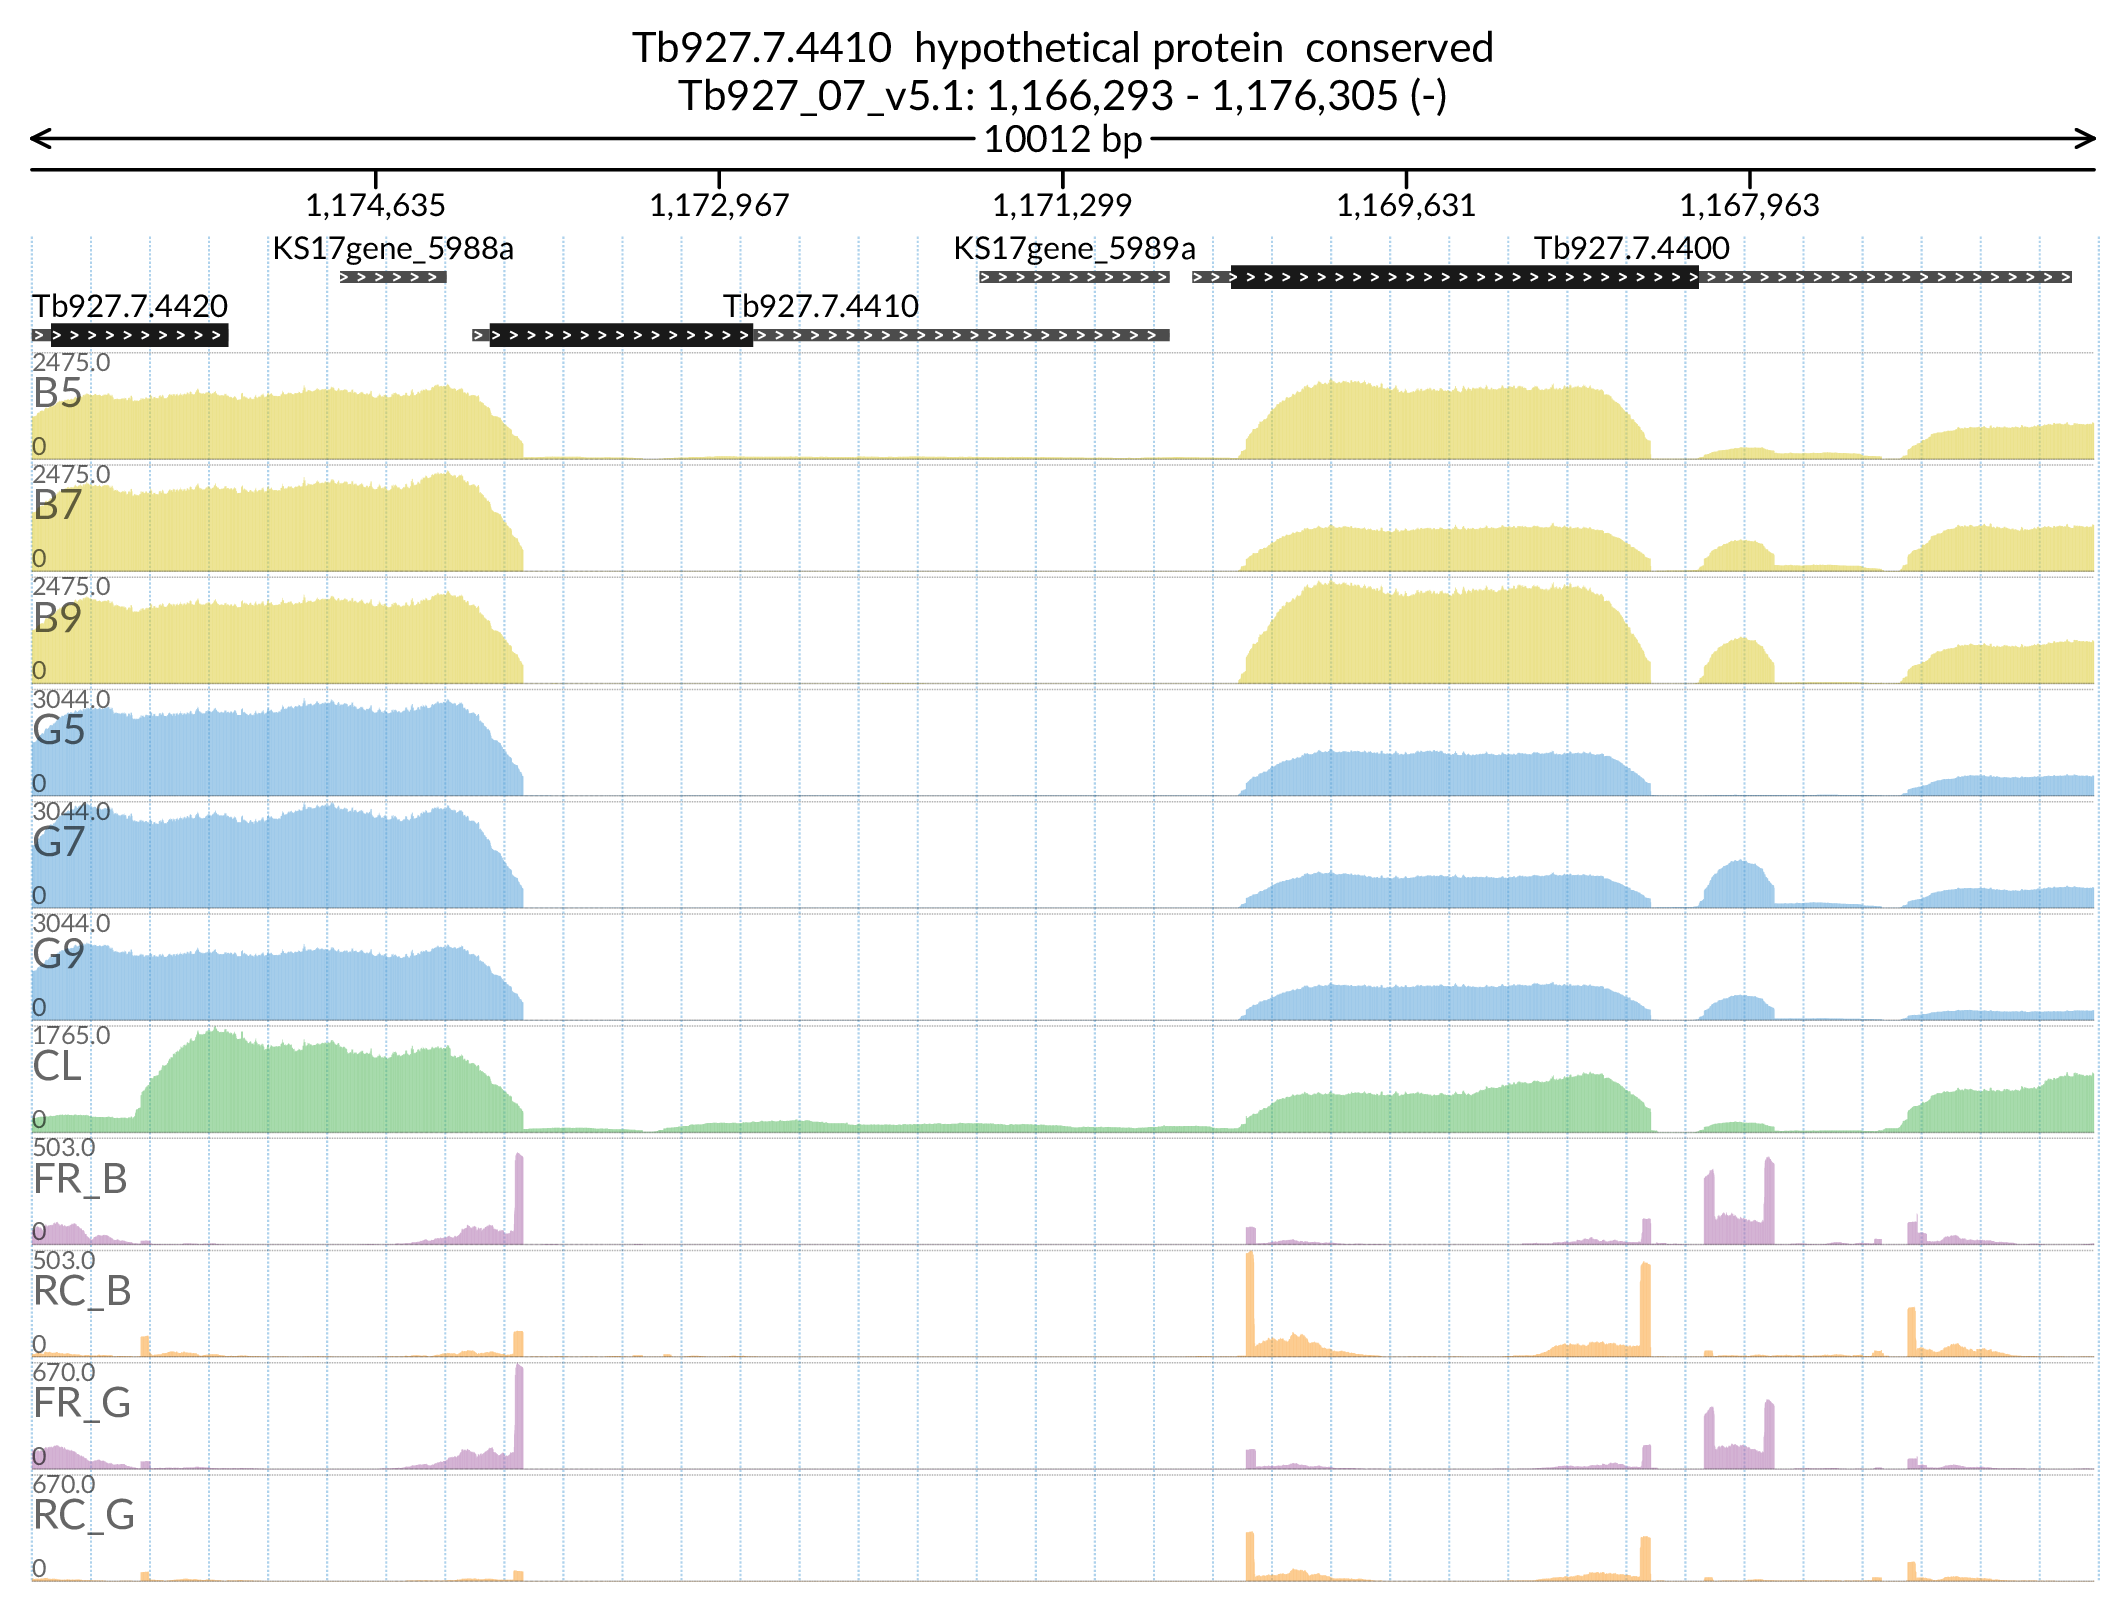 Tb927.7.4410  hypothetical protein  conserved
Tb927_07_v5.1: 1,166,293 - 1,176,305 (-)
10012 bp
1,174,635 1,172,967 1,171,299 1,169,631 1,167,963
KS17gene_5988a KS17gene_5989a Tb927.7.4400
Tb927.7.4420 Tb927.7.4410
2475.0
B5
0
2475.0
B7
0
2475.0
B9
0
3044.0
G5
0
3044.0
G7
0
3044.0
G9
0
1765.0
CL
0
503.0
FR_B
0
503.0
RC_B
0
670.0
FR_G
0
670.0
RC_G
0